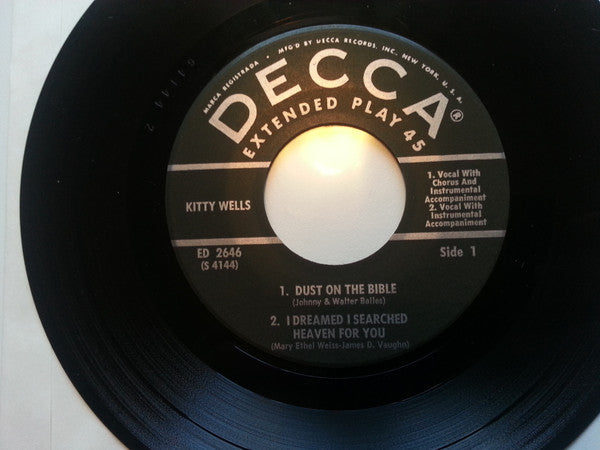 MARCA REGISTRADA • MFG'D BY DECCA RECORDS, INC., NEW YORK, U.S.A.
DECCA®
EXTENDED PLAY 45
1. Vocal With
Chorus And
Instrumental
Accompaniment
2. Vocal With
Instrumental
Accompaniment
KITTY WELLS
ED 2646
(S 4144)
Side 1
1. DUST ON THE BIBLE
(Johnny & Walter Bailes)
2. I DREAMED I SEARCHED
HEAVEN FOR YOU
(Mary Ethel Weiss-James D. Vaughn)